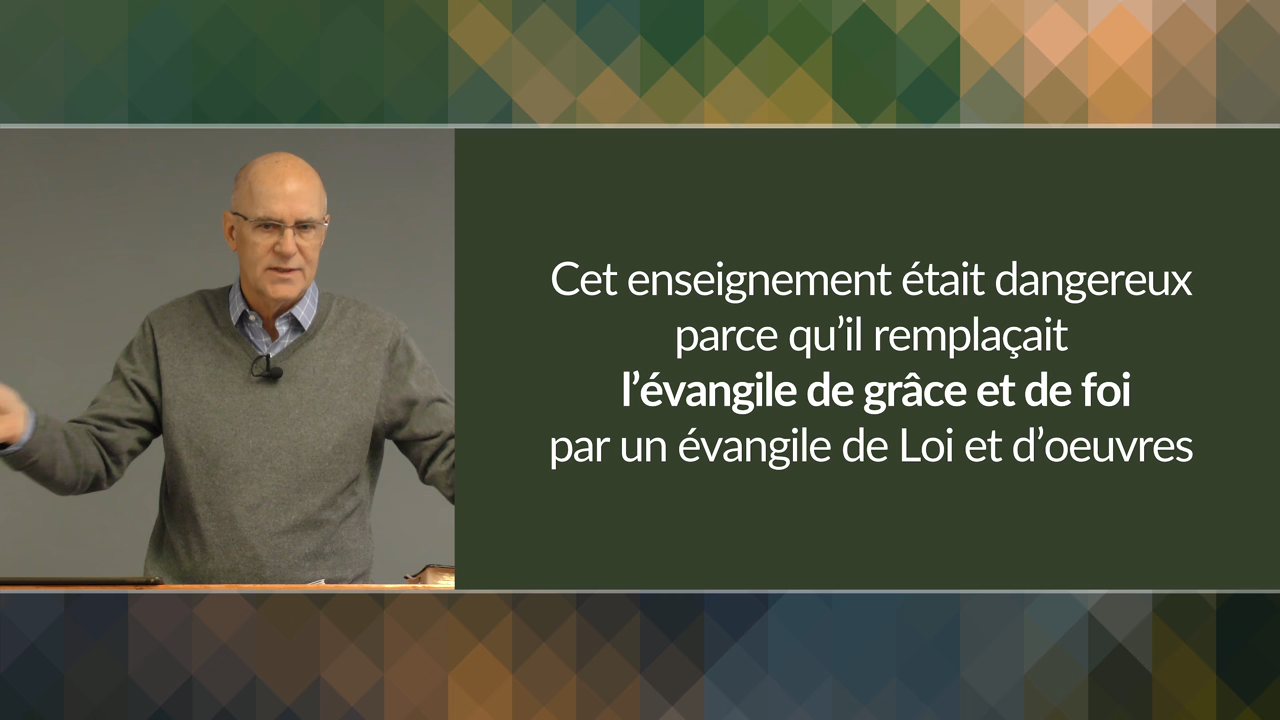 Cet enseignement était dangereux
parce qu’il remplaçait
l’évangile de grâce et de foi
par un évangile de Loi et d’oeuvres